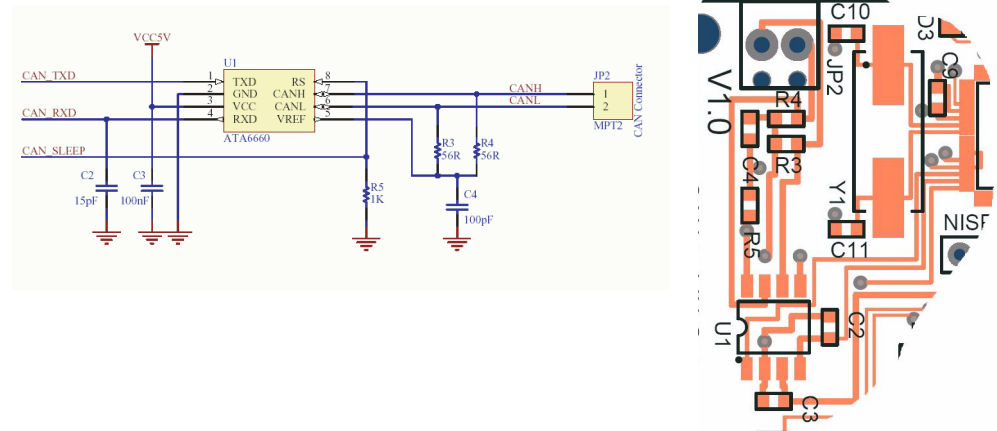 VCC5V
U1
CAN_TXD
1
TXD
RS
8
2
GND
CANH
7
3
VCC
CANL
6
CAN_RXD
4
RXD
VREF
5
ATA6660
CAN_SLEEP
C2
15pF
C3
100nF
R3
56R
R4
56R
R5
1K
C4
100pF
CANH
CANL
JP2
1
2
MPT2
CAN Connector
C10
D3
JP2
C9
V1.0
R4
R3
C4
Y1
R5
C11
NISP
U1
C2
C3